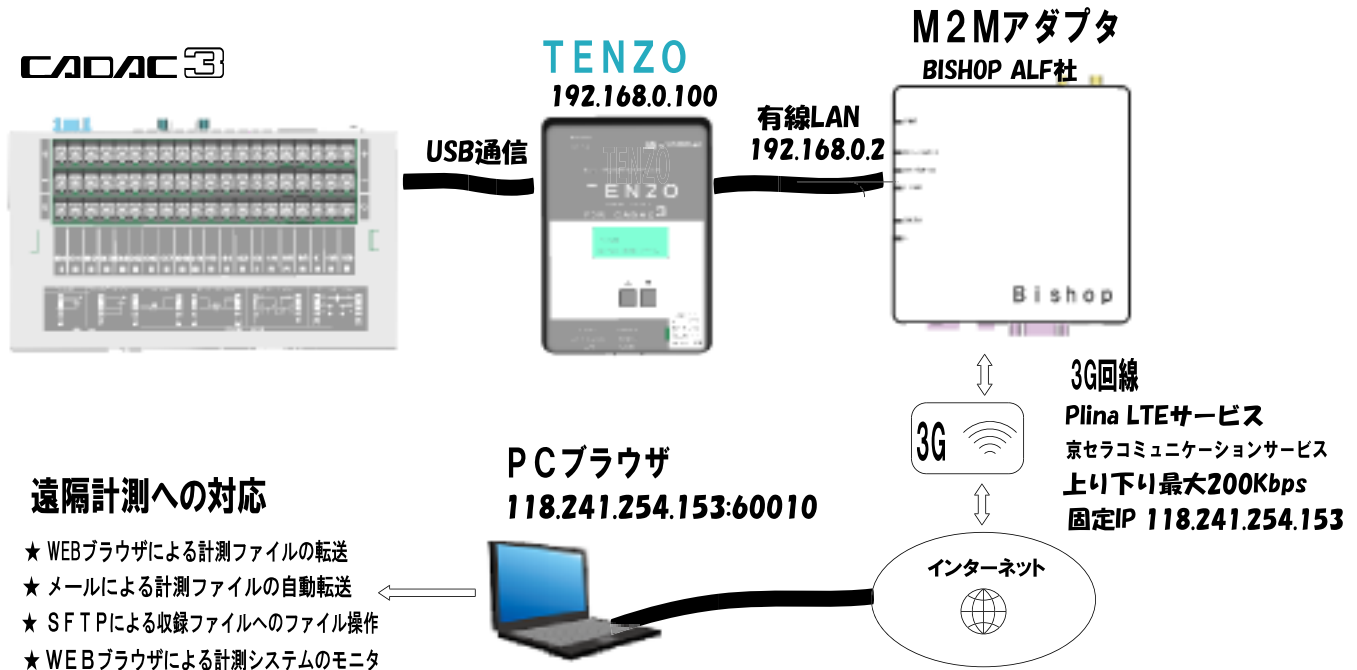 CADAC3
TENZO
192.168.0.100
M2Mアダプタ
BISHOP ALF社
USB通信
有線LAN
192.168.0.2
TENZO
TENZO
FOR CADAC3
Bishop
3G
3G回線
Plina LTEサービス
京セラコミュニケーションサービス
上り下り最大200Kbps
固定IP 118.241.254.153
PCブラウザ
118.241.254.153:60010
インターネット
遠隔計測への対応
★ WEBブラウザによる計測ファイルの転送
★ メールによる計測ファイルの自動転送
★ SFTPによる収録ファイルへのファイル操作
★ WEBブラウザによる計測システムのモニタ